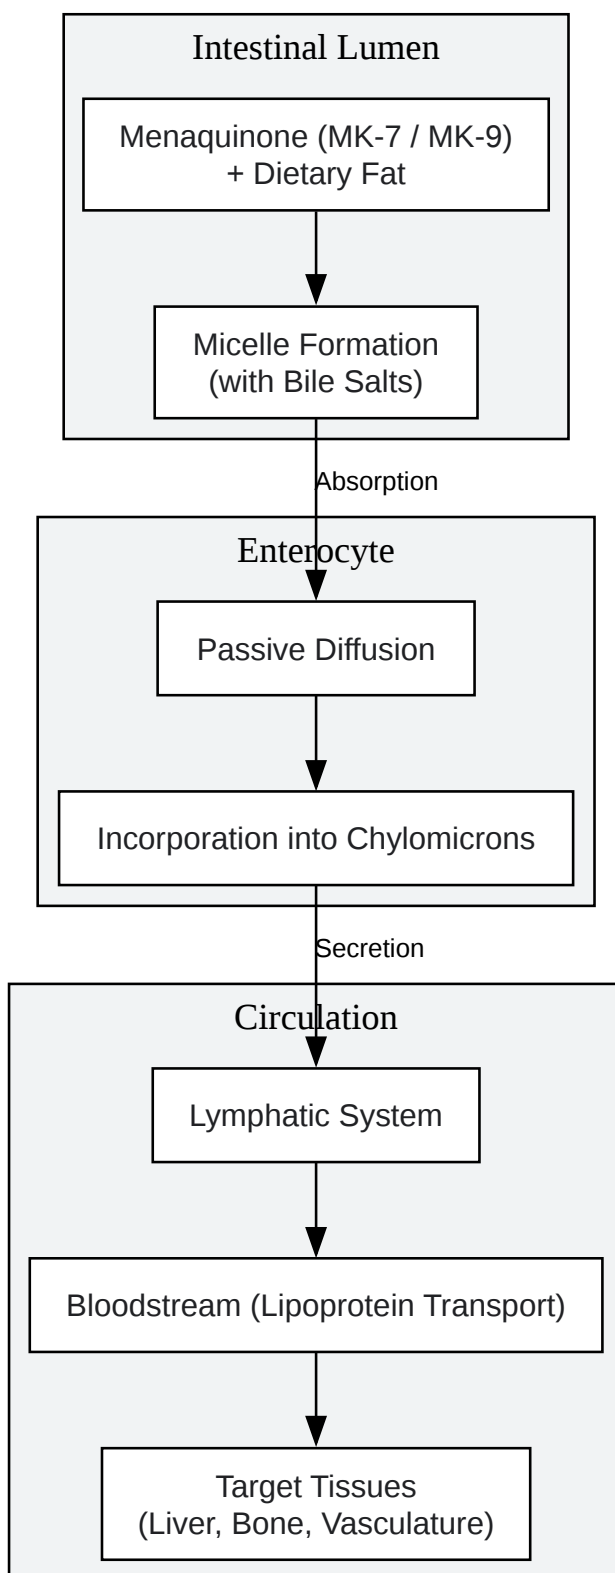 Intestinal Lumen
Menaquinone (MK-7 / MK-9)
+ Dietary Fat
Micelle Formation
(with Bile Salts)
Absorption
Enterocyte
Passive Diffusion
Incorporation into Chylomicrons
Secretion
Circulation
Lymphatic System
Bloodstream (Lipoprotein Transport)
Target Tissues
(Liver, Bone, Vasculature)